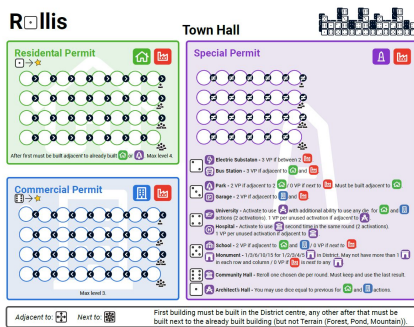 Rollis
Town Hall
Residental Permit
After first must be built adjacent to already built or . Max level 4.
Special Permit
Electric Substation - 3 VP if between 2
Bus Station - 3 VP if adjacent to and
Park - 2 VP if adjacent to 2 / 0 VP if next to . Must be built adjacent to
Garage - 2 VP if adjacent to and
University - Activate to use with additional ability to use any die for and
actions (2 activations). 1 VP per unused activation if adjacent to
Hospital - Activate to use second time in the same round (2 activations).
1 VP per unused activation if adjacent to
School - 2 VP if adjacent to and / 0 VP if next to
Monument - 1/3/6/10/15 for 1/2/3/4/5 in District. May not have more than 1
in each row and column / 0 VP if is next to
Community Hall - Reroll one chosen die per round. Must keep and use the last result.
Architect's Hall - You may use dice equal to previous for and actions.
Commercial Permit
Max level 3.
Adjacent to: Next to:
First building must be built in the District centre, any other after that must be
built next to the already built building (but not Terrain (Forest, Pond, Mountain)).